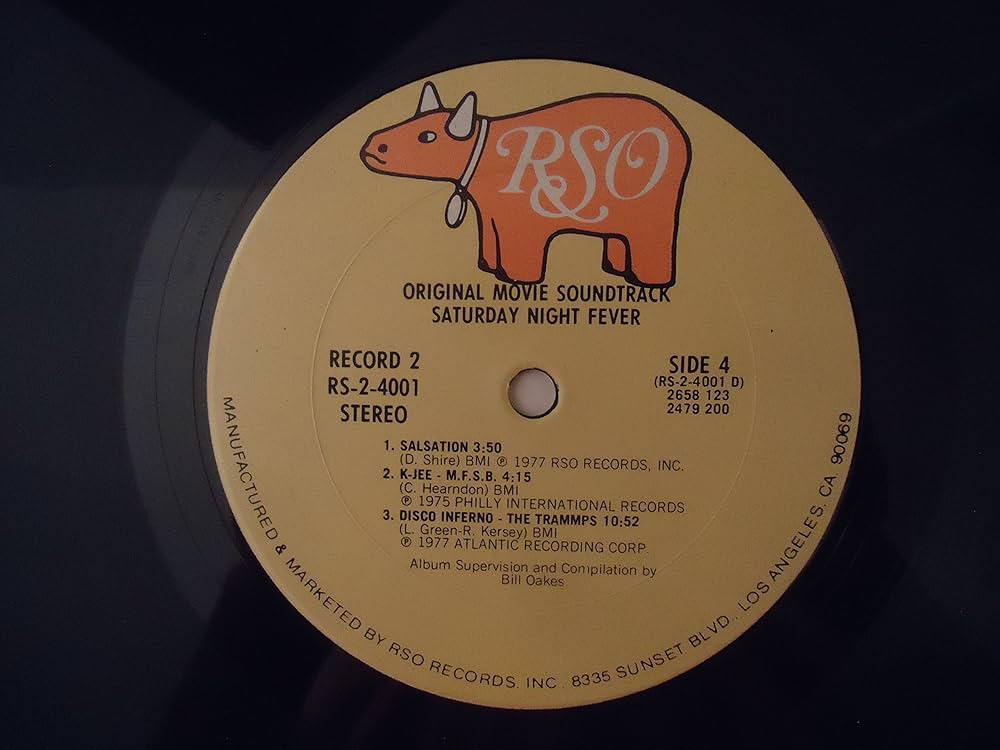 RSO
ORIGINAL MOVIE SOUNDTRACK
SATURDAY NIGHT FEVER
RECORD 2
RS-2-4001
STEREO
SIDE 4
(RS-2-4001 D)
2658 123
2479 200
1. SALSATION 3:50
(D. Shire) BMI ℗ 1977 RSO RECORDS, INC.
2. K-JEE - M.F.S.B. 4:15
(C. Hearndon) BMI
℗ 1975 PHILLY INTERNATIONAL RECORDS
3. DISCO INFERNO - THE TRAMMPS 10:52
(L. Green-R. Kersey) BMI
℗ 1977 ATLANTIC RECORDING CORP.
Album Supervision and Compilation by
Bill Oakes
MANUFACTURED & MARKETED BY RSO RECORDS, INC. 8335 SUNSET BLVD., LOS ANGELES, CA 90069